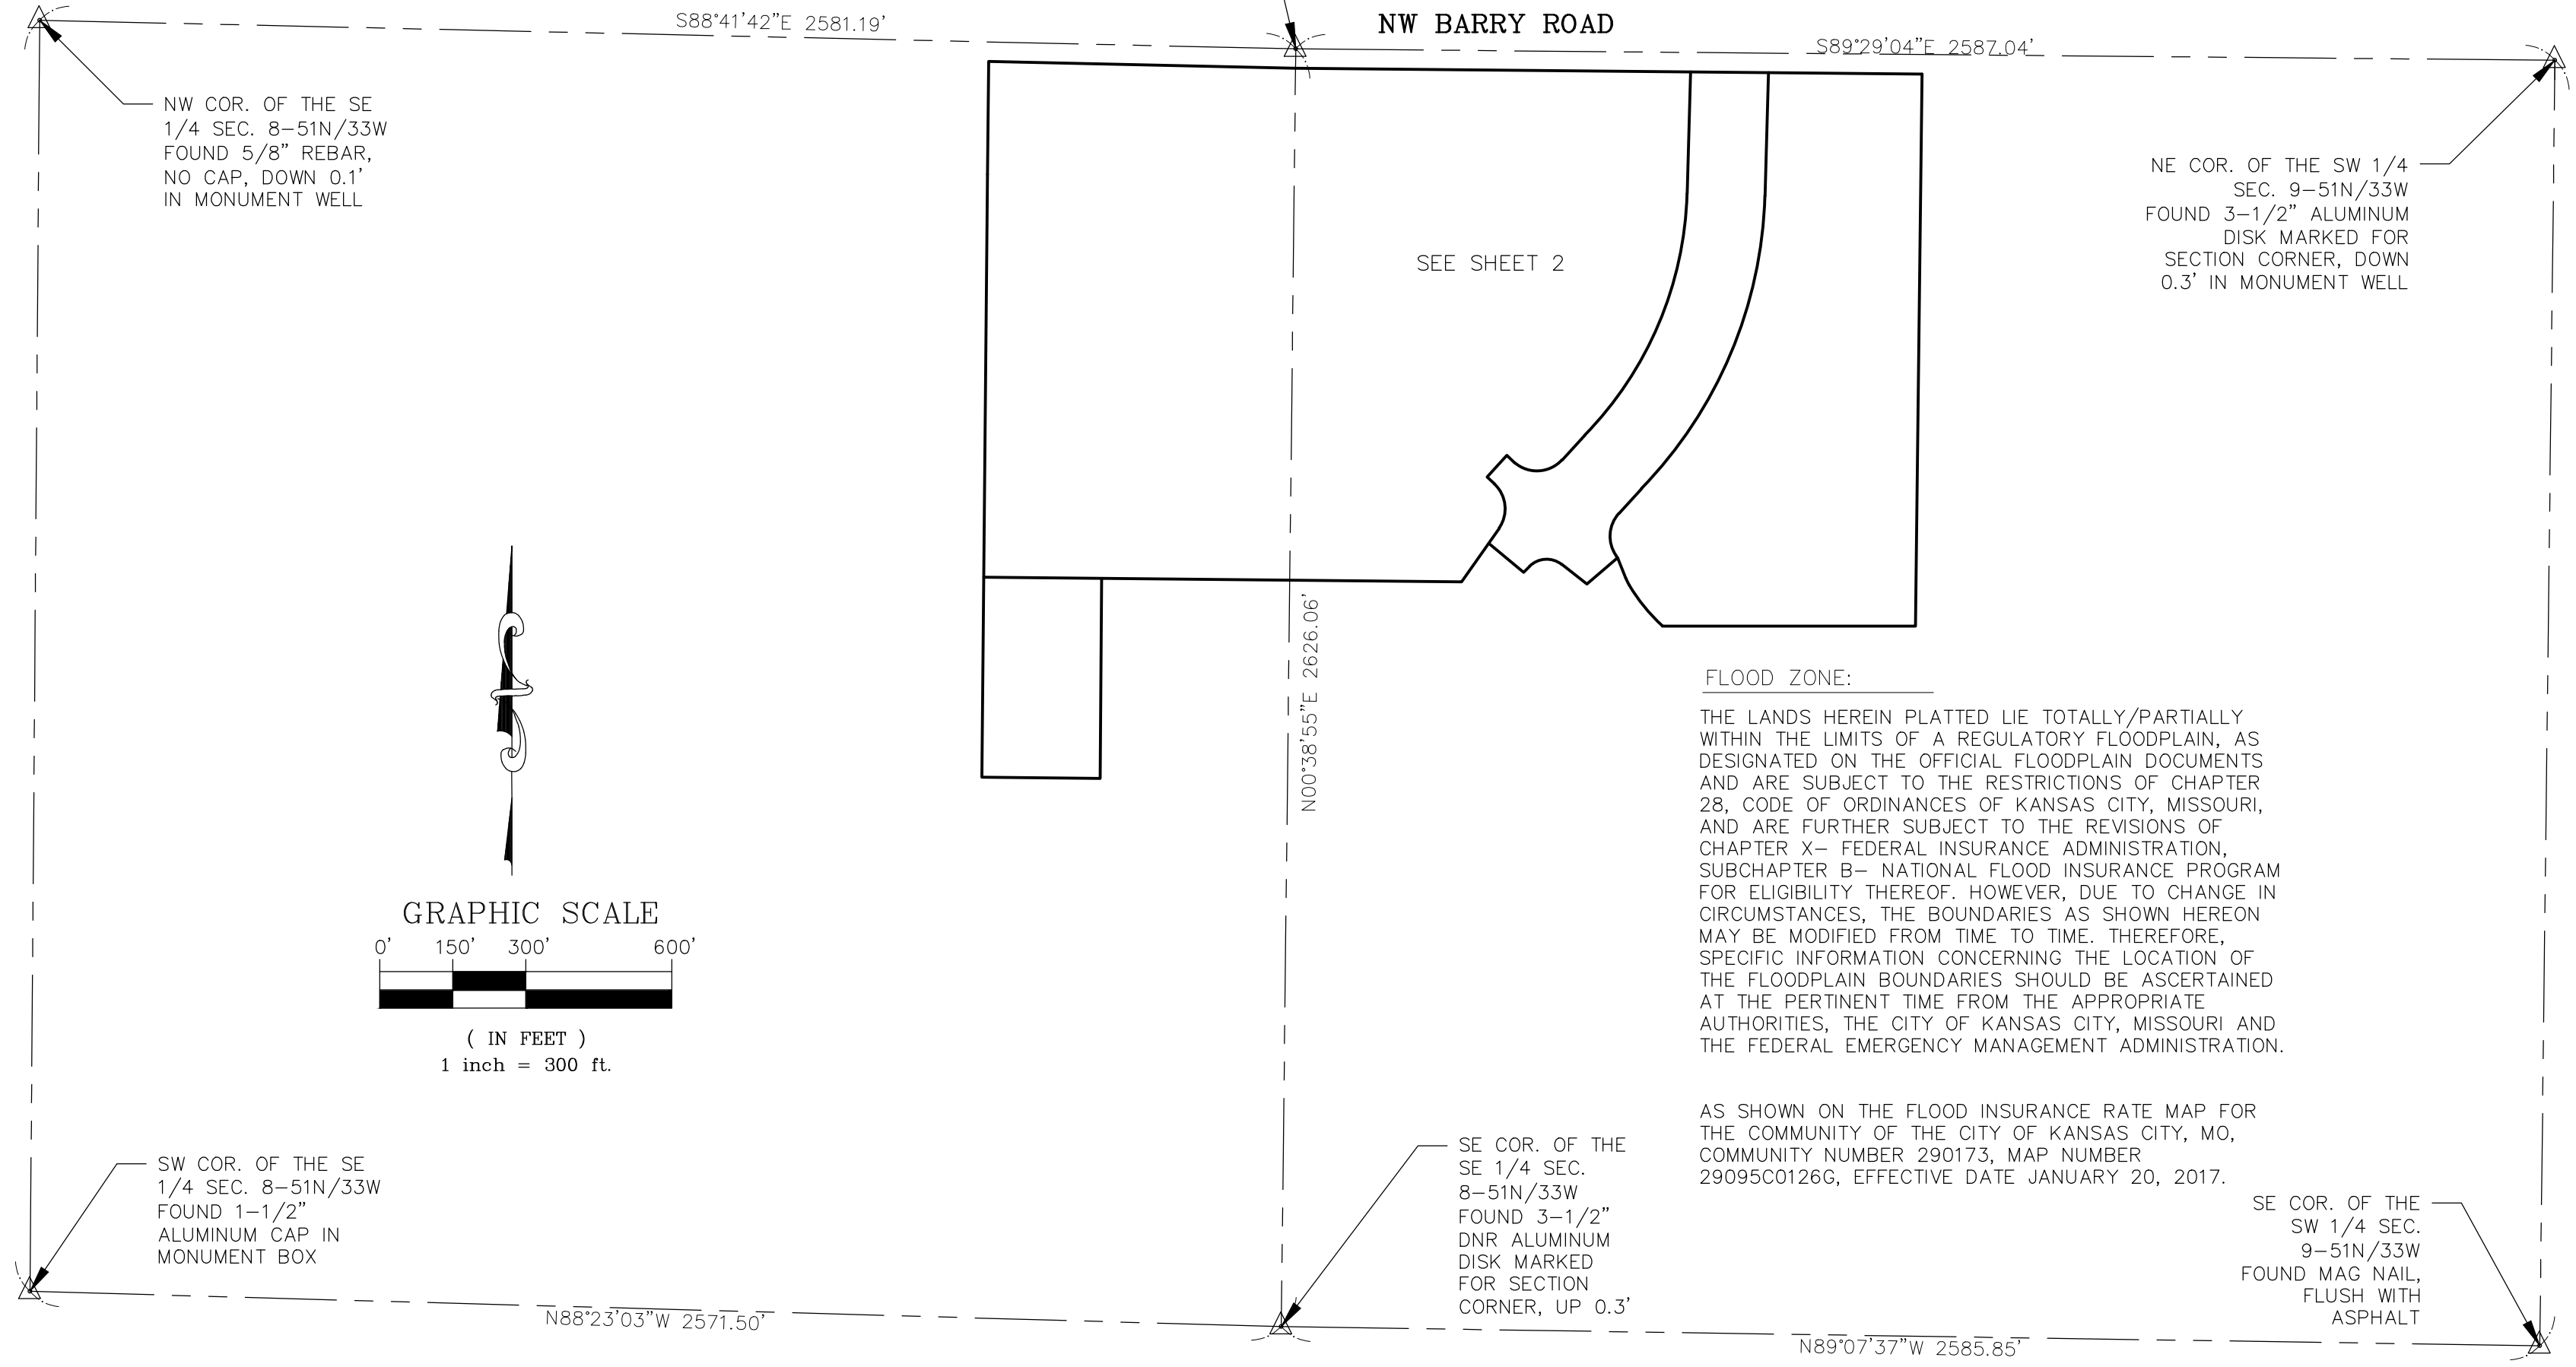 S88°41'42"E 2581.19'
NW BARRY ROAD
S89°29'04"E 2587.04'
NW COR. OF THE SE
1/4 SEC. 8-51N/33W
FOUND 5/8" REBAR,
NO CAP, DOWN 0.1'
IN MONUMENT WELL
NE COR. OF THE SW 1/4
SEC. 9-51N/33W
FOUND 3-1/2" ALUMINUM
DISK MARKED FOR
SECTION CORNER, DOWN
0.3' IN MONUMENT WELL
SEE SHEET 2
N00°38'55"E 2626.06'
FLOOD ZONE:
THE LANDS HEREIN PLATTED LIE TOTALLY/PARTIALLY
WITHIN THE LIMITS OF A REGULATORY FLOODPLAIN, AS
DESIGNATED ON THE OFFICIAL FLOODPLAIN DOCUMENTS
AND ARE SUBJECT TO THE RESTRICTIONS OF CHAPTER
28, CODE OF ORDINANCES OF KANSAS CITY, MISSOURI,
AND ARE FURTHER SUBJECT TO THE REVISIONS OF
CHAPTER X- FEDERAL INSURANCE ADMINISTRATION,
SUBCHAPTER B- NATIONAL FLOOD INSURANCE PROGRAM
FOR ELIGIBILITY THEREOF. HOWEVER, DUE TO CHANGE IN
CIRCUMSTANCES, THE BOUNDARIES AS SHOWN HEREON
MAY BE MODIFIED FROM TIME TO TIME. THEREFORE,
SPECIFIC INFORMATION CONCERNING THE LOCATION OF
THE FLOODPLAIN BOUNDARIES SHOULD BE ASCERTAINED
AT THE PERTINENT TIME FROM THE APPROPRIATE
AUTHORITIES, THE CITY OF KANSAS CITY, MISSOURI AND
THE FEDERAL EMERGENCY MANAGEMENT ADMINISTRATION.
AS SHOWN ON THE FLOOD INSURANCE RATE MAP FOR
THE COMMUNITY OF THE CITY OF KANSAS CITY, MO,
COMMUNITY NUMBER 290173, MAP NUMBER
29095C0126G, EFFECTIVE DATE JANUARY 20, 2017.
GRAPHIC SCALE
0' 150' 300' 600'
( IN FEET )
1 inch = 300 ft.
SW COR. OF THE SE
1/4 SEC. 8-51N/33W
FOUND 1-1/2"
ALUMINUM CAP IN
MONUMENT BOX
SE COR. OF THE
SE 1/4 SEC.
8-51N/33W
FOUND 3-1/2"
DNR ALUMINUM
DISK MARKED
FOR SECTION
CORNER, UP 0.3'
SE COR. OF THE
SW 1/4 SEC.
9-51N/33W
FOUND MAG NAIL,
FLUSH WITH
ASPHALT
N88°23'03"W 2571.50'
N89°07'37"W 2585.85'